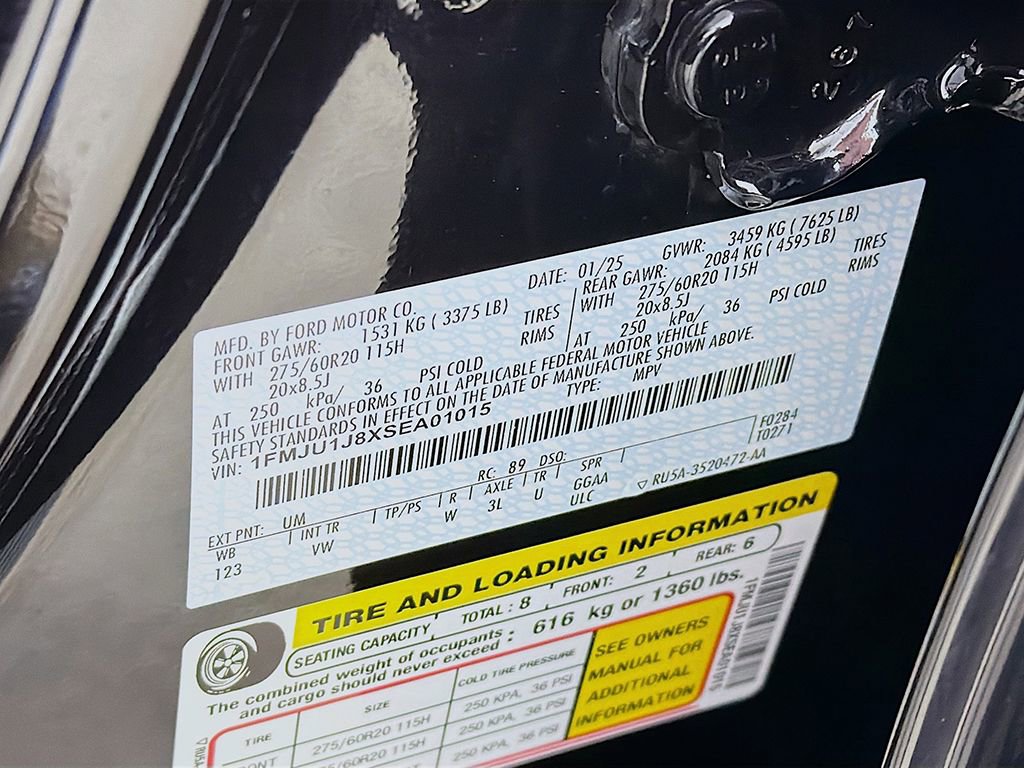 MFD. BY FORD MOTOR CO. DATE: 01/25 GVWR: 3459 KG ( 7625 LB)
FRONT GAWR: 1531 KG ( 3375 LB) REAR GAWR: 2084 KG ( 4595 LB)
WITH 275/60R20 115H TIRES WITH 275/60R20 115H TIRES
20x8.5J RIMS 20x8.5J RIMS
AT 250 kPa/ 36 PSI COLD AT 250 kPa/ 36 PSI COLD
THIS VEHICLE CONFORMS TO ALL APPLICABLE FEDERAL MOTOR VEHICLE
SAFETY STANDARDS IN EFFECT ON THE DATE OF MANUFACTURE SHOWN ABOVE.
VIN: 1FMJU1J8XSEA01015 TYPE: MPV
F0284
T0271
EXT PNT: UM RC: 89 DSO:
WB INT TR TP/PS R AXLE TR SPR
123 VW W 3L U GGAA
ULC
▽ RU5A-3520472-AA
TIRE AND LOADING INFORMATION
SEATING CAPACITY TOTAL: 8 FRONT: 2 REAR: 6
The combined weight of occupants
and cargo should never exceed : 616 kg or 1360 lbs.
TIRE SIZE COLD TIRE PRESSURE
275/60R20 115H 250 KPA, 36 PSI
275/60R20 115H 250 KPA, 36 PSI
250 KPA, 36 PSI
SEE OWNERS
MANUAL FOR
ADDITIONAL
INFORMATION
1FMJU1J8XSEA01015